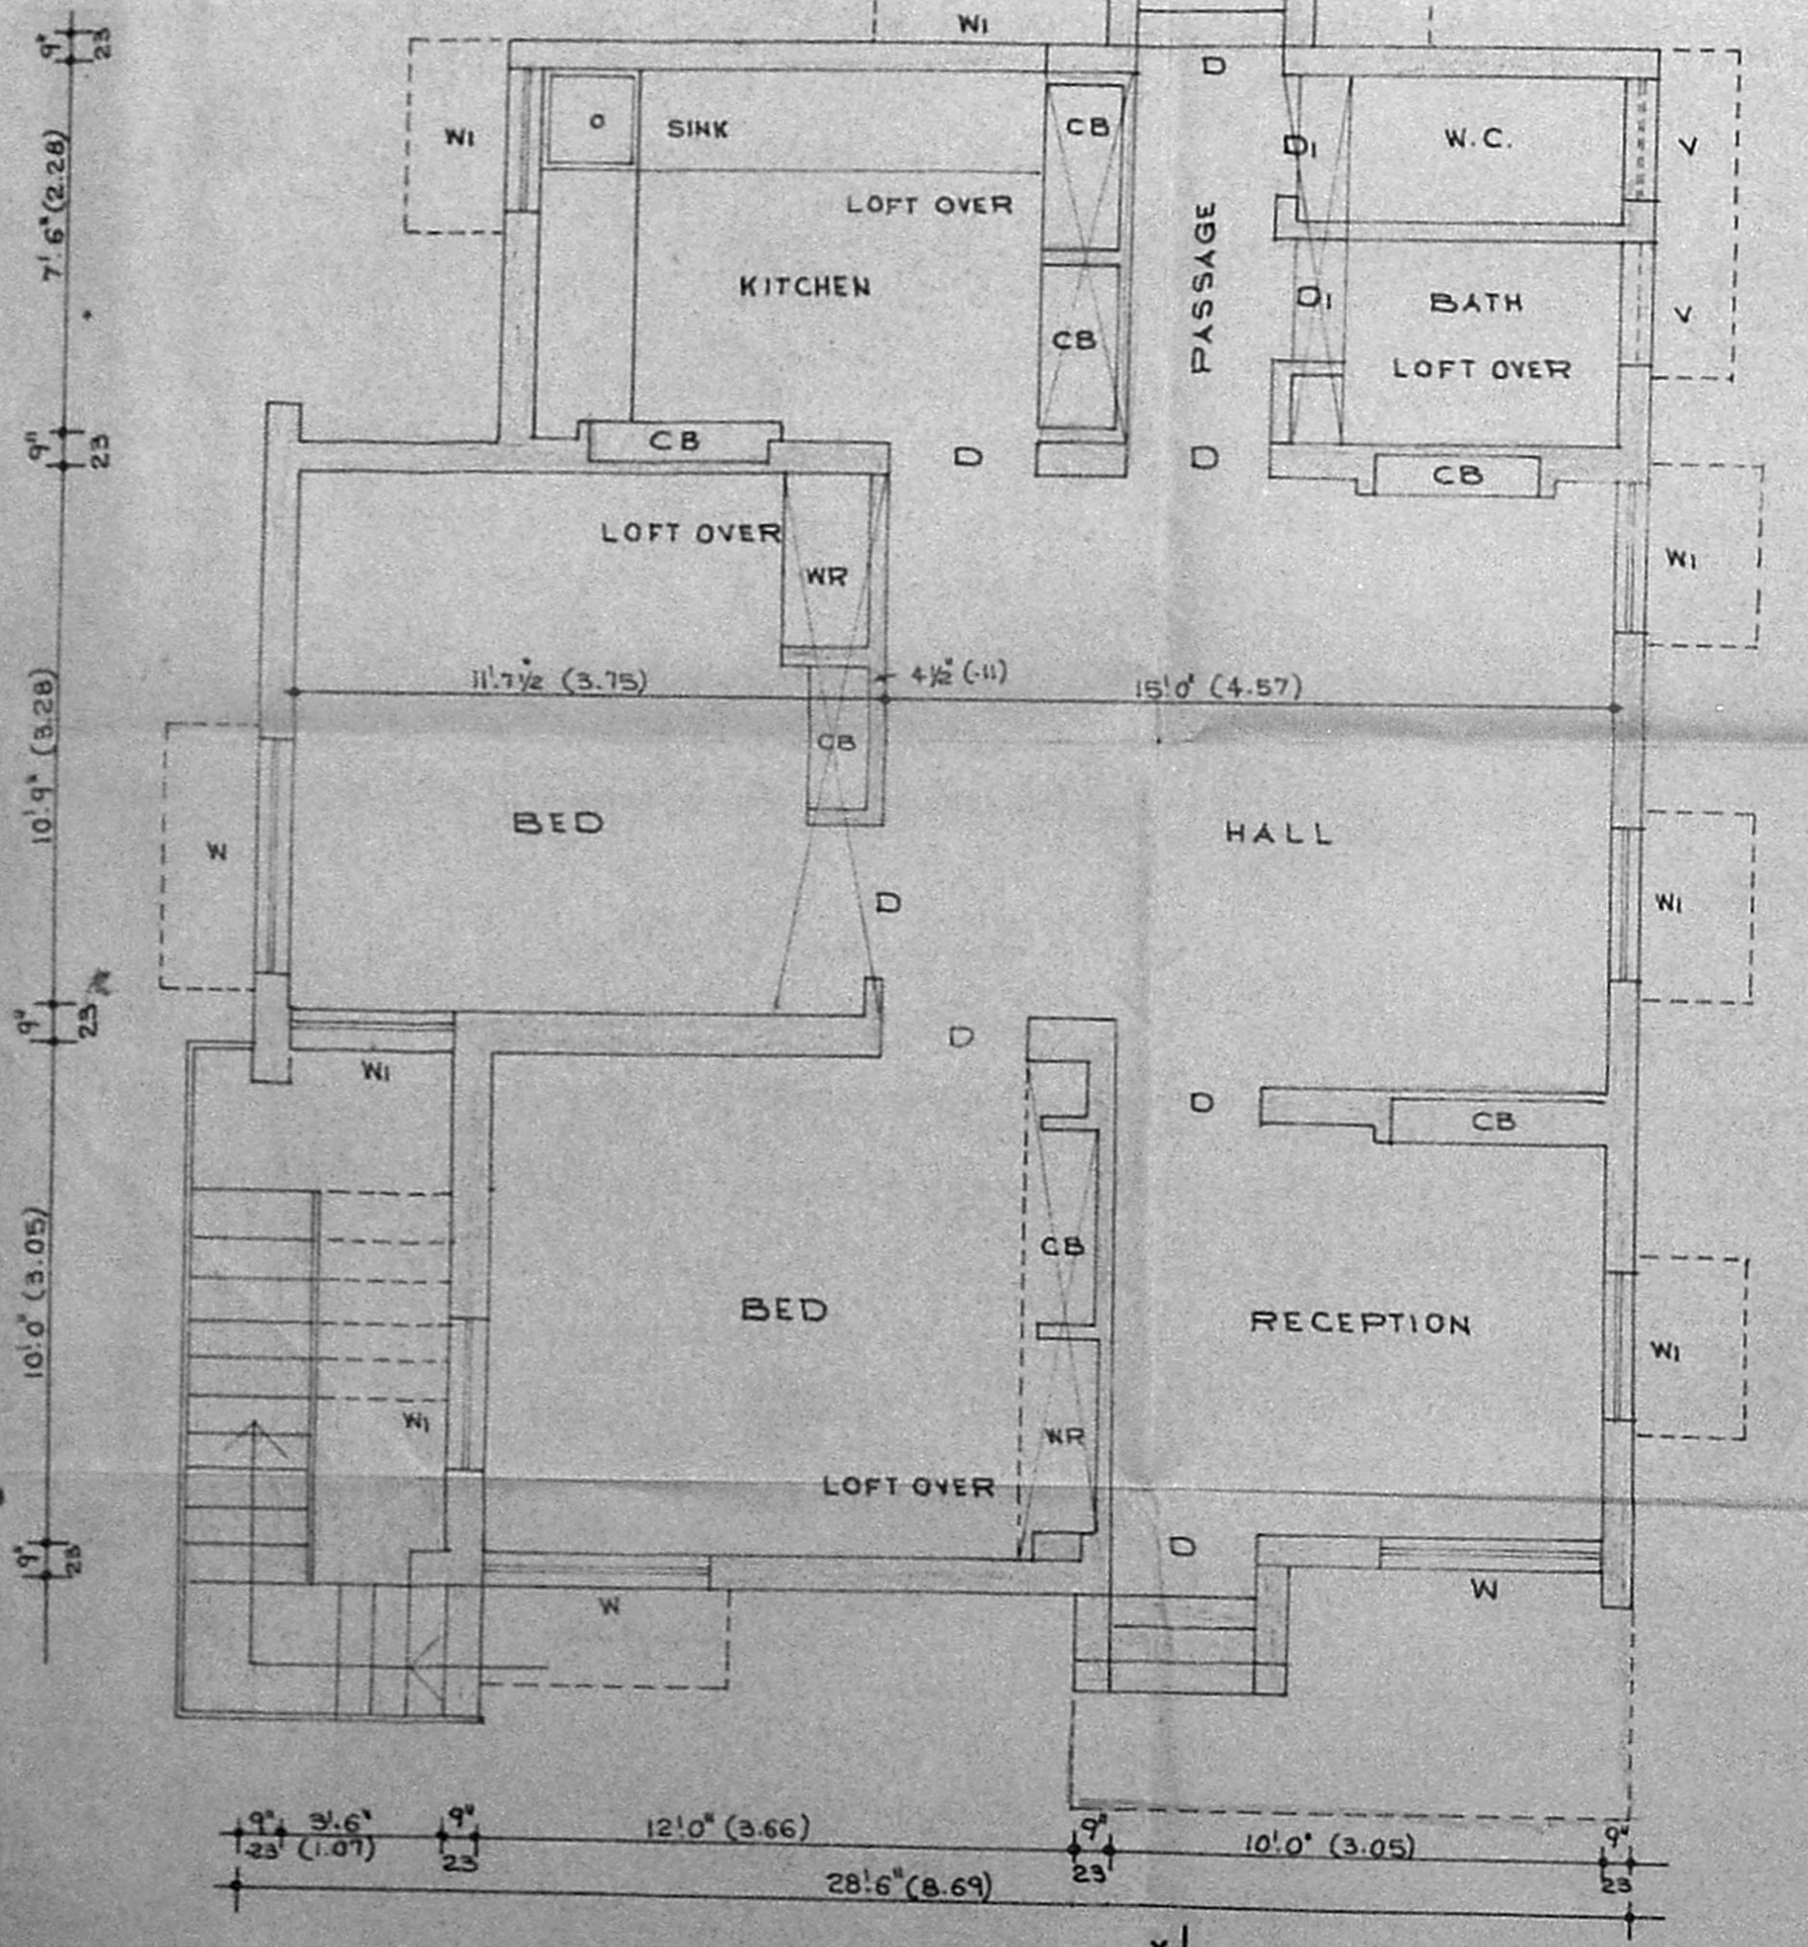 W1
9"
23
D
W1
SINK
CB
D1
W.C.
V
7'.6" (2.28)
LOFT OVER
PASSAGE
KITCHEN
D1
BATH
V
CB
LOFT OVER
9"
23
CB
D
D
CB
LOFT OVER
WR
W1
11'.7½" (3.75)
4½" (.11)
15'.0" (4.57)
10'.9" (3.28)
CB
BED
HALL
W
D
W1
9"
23
D
W1
D
CB
CB
10'.0" (3.05)
BED
RECEPTION
W1
W1
WR
LOFT OVER
9"
23
D
W
W
9"
23
3'.6"
(1.07)
9"
23
12'.0" (3.66)
9"
23
10'.0" (3.05)
9"
23
28'.6" (8.69)